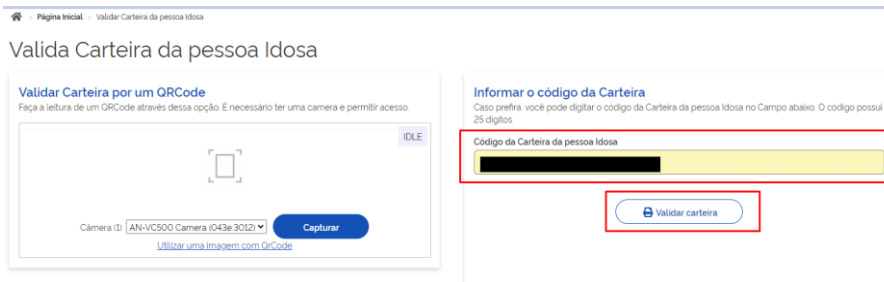 Página Inicial > Validar Carteira da pessoa Idosa
Valida Carteira da pessoa Idosa
Validar Carteira por um QRCode
Faça a leitura de um QRCode através dessa opção. É necessário ter uma camera e permitir acesso.
IDLE
Câmera (1) AN-VC500 Camera (043e:3012)
Capturar
Utilizar uma imagem com QrCode
Informar o código da Carteira
Caso prefira, você pode digitar o código da Carteira da pessoa Idosa no Campo abaixo. O código possui
25 digitos
Código da Carteira da pessoa Idosa
Validar carteira